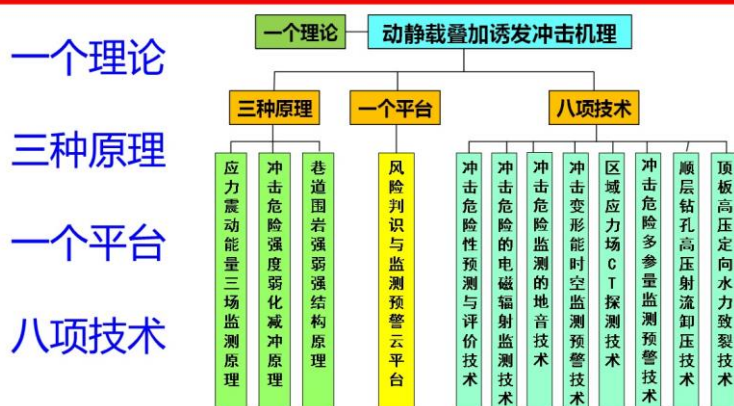 一个理论
三种原理
一个平台
八项技术
一个理论
动静载叠加诱发冲击机理
三种原理
一个平台
八项技术
应力震动能量三场监测原理
冲击危险强度弱化减冲原理
巷道围岩强弱强结构原理
风险判识与监测预警云平台
冲击危险性预测与评价技术
冲击危险的电磁辐射监测技术
冲击危险监测的地音技术
冲击变形能时空监测预警技术
区域应力场CT探测技术
冲击危险多参量监测预警技术
顺层钻孔高压射流卸压技术
顶板高压定向水力致裂技术